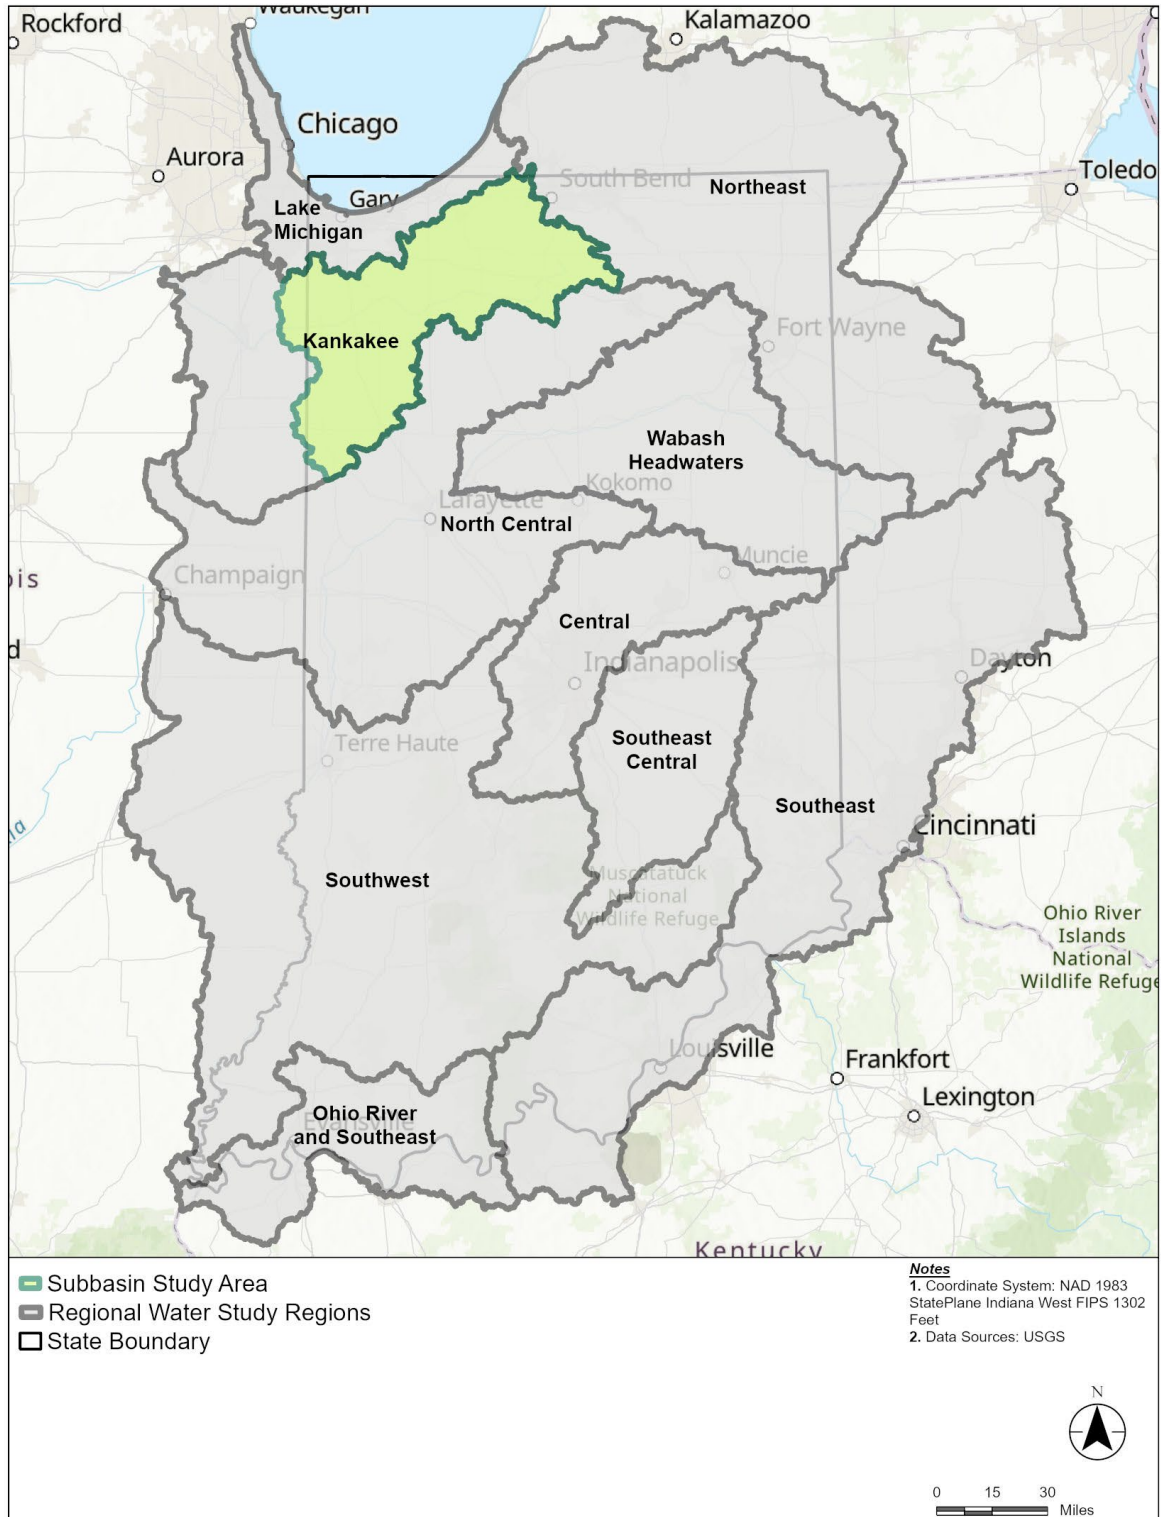 Waukegan
Rockford
Kalamazoo
Chicago
Aurora
Toledo
South Bend
Northeast
Gary
Lake
Michigan
Kankakee
Fort Wayne
Wabash
Headwaters
Kokomo
Lafayette
North Central
Muncie
Champaign
ois
d
Central
Indianapolis
Dayton
Southeast
Central
Terre Haute
Southeast
Cincinnati
Southwest
Muscatatuck
National
Wildlife Refuge
na
Ohio River
Islands
National
Wildlife Refuge
Louisville
Frankfort
Lexington
Ohio River
and Southeast
Evansville
Kentucky
Subbasin Study Area
Regional Water Study Regions
State Boundary
Notes
1. Coordinate System: NAD 1983
StatePlane Indiana West FIPS 1302
Feet
2. Data Sources: USGS
N
0 15 30
Miles